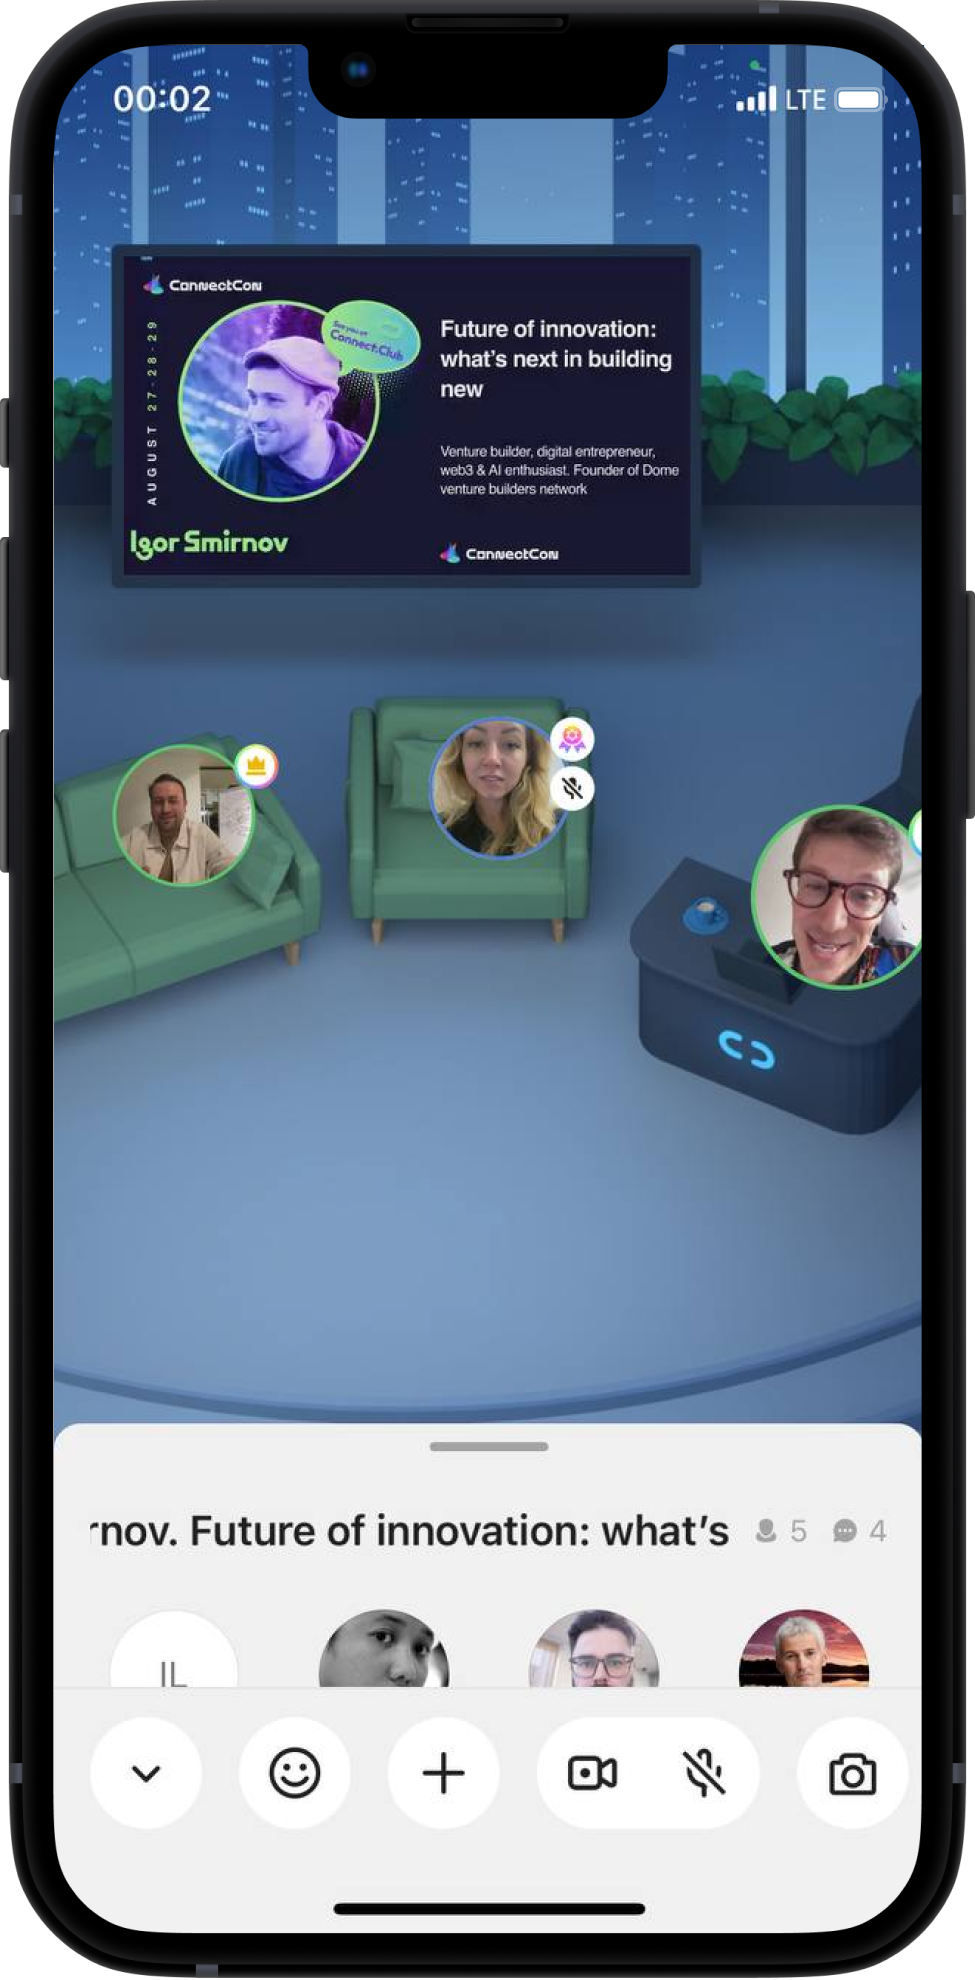 00:02
LTE
ConnectCon
See you on
Connect.Club
AUGUST 27-28-29
Future of innovation:
what's next in building
new
Venture builder, digital entrepreneur,
web3 & AI enthusiast. Founder of Dome
venture builders network
Igor Smirnov
ConnectCon
rnov. Future of innovation: what's
5
4
IL